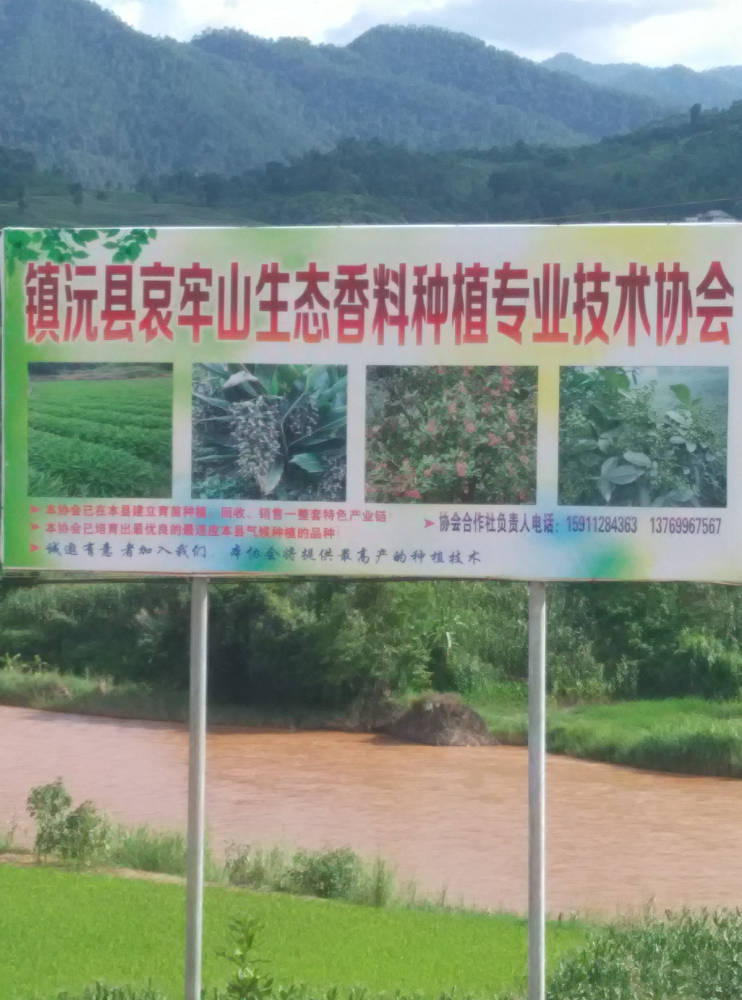 镇沅县哀牢山生态香料种植专业技术协会
本协会已在本县建立育苗种植、回收、销售一整套特色产业链
本协会已培育出最优良的最适应本县气候种植的品种
诚邀有意者加入我们 本协会将提供最高产的种植技术
协会合作社负责人电话：15911284363 13769967567